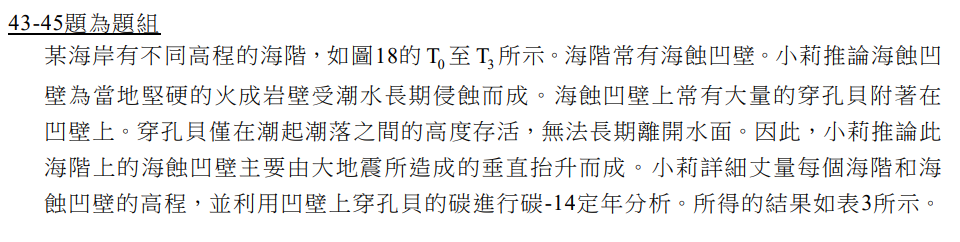 43-45題為題組
某海岸有不同高程的海階，如圖18的 T₀ 至 T₃ 所示。海階常有海蝕凹壁。小莉推論海蝕凹
壁為當地堅硬的火成岩壁受潮水長期侵蝕而成。海蝕凹壁上常有大量的穿孔貝附著在
凹壁上。穿孔貝僅在潮起潮落之間的高度存活，無法長期離開水面。因此，小莉推論此
海階上的海蝕凹壁主要由大地震所造成的垂直抬升而成。小莉詳細丈量每個海階和海
蝕凹壁的高程，並利用凹壁上穿孔貝的碳進行碳-14定年分析。所得的結果如表3所示。